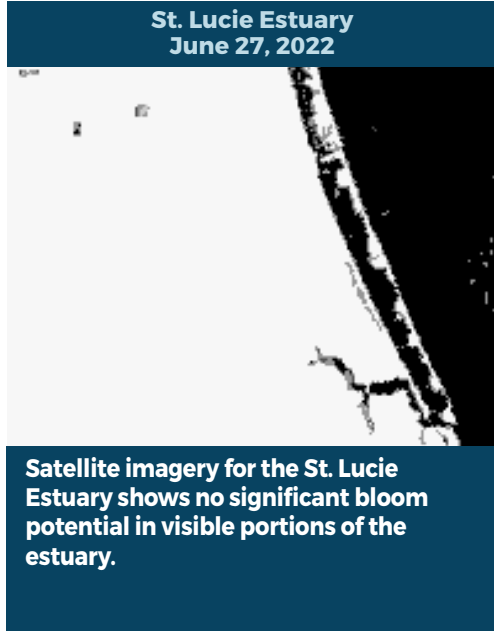 St. Lucie Estuary
June 27, 2022
Satellite imagery for the St. Lucie
Estuary shows no significant bloom
potential in visible portions of the
estuary.